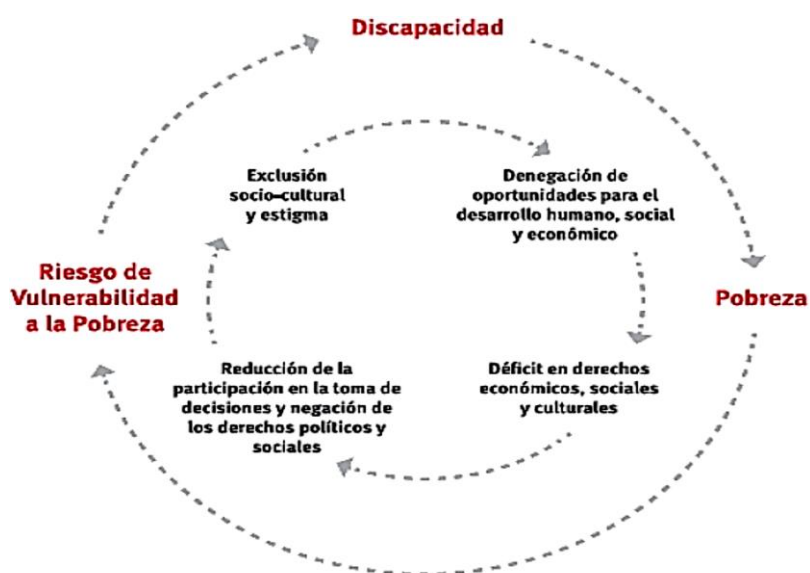 Discapacidad
Exclusión
socio-cultural
y estigma
Denegación de
oportunidades para el
desarrollo humano, social
y económico
Riesgo de
Vulnerabilidad
a la Pobreza
Pobreza
Reducción de la
participación en la toma de
decisiones y negación de
los derechos políticos y
sociales
Déficit en derechos
económicos, sociales
y culturales